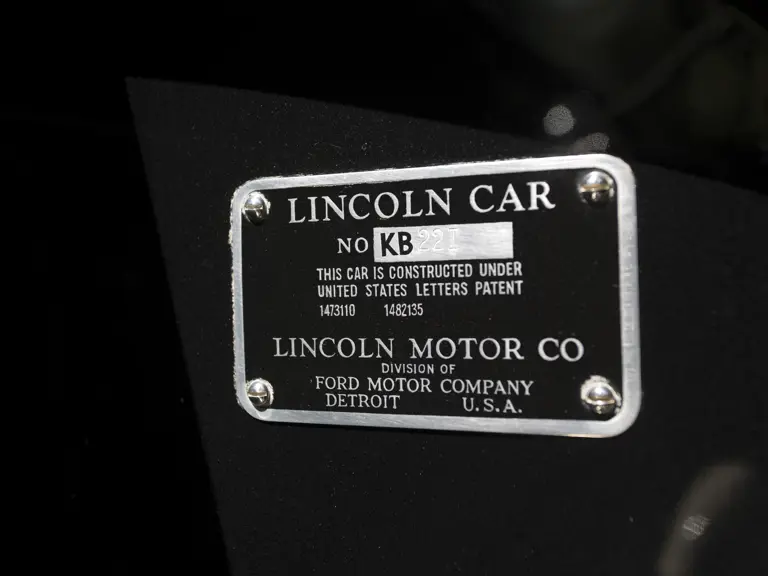 LINCOLN CAR
NO KB 221
THIS CAR IS CONSTRUCTED UNDER
UNITED STATES LETTERS PATENT
1473110 1482135
LINCOLN MOTOR CO
DIVISION OF
FORD MOTOR COMPANY
DETROIT U.S.A.